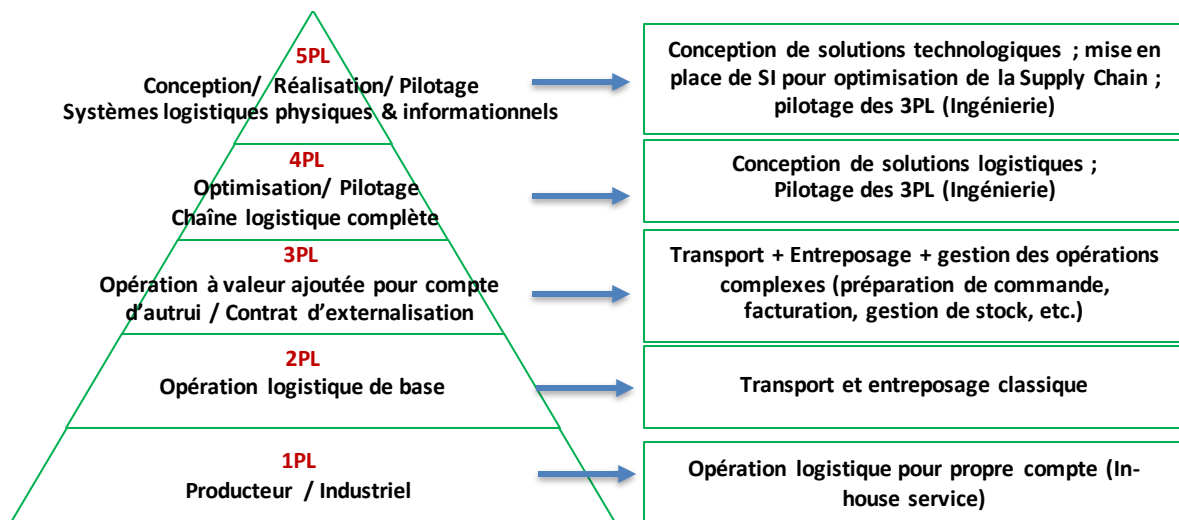 5PL
Conception/ Réalisation/ Pilotage
Systèmes logistiques physiques & informationnels
Conception de solutions technologiques ; mise en
place de SI pour optimisation de la Supply Chain ;
pilotage des 3PL (Ingénierie)
4PL
Optimisation/ Pilotage
Chaîne logistique complète
Conception de solutions logistiques ;
Pilotage des 3PL (Ingénierie)
3PL
Opération à valeur ajoutée pour compte
d’autrui / Contrat d’externalisation
Transport + Entreposage + gestion des opérations
complexes (préparation de commande,
facturation, gestion de stock, etc.)
2PL
Opération logistique de base
Transport et entreposage classique
1PL
Producteur / Industriel
Opération logistique pour propre compte (In-
house service)